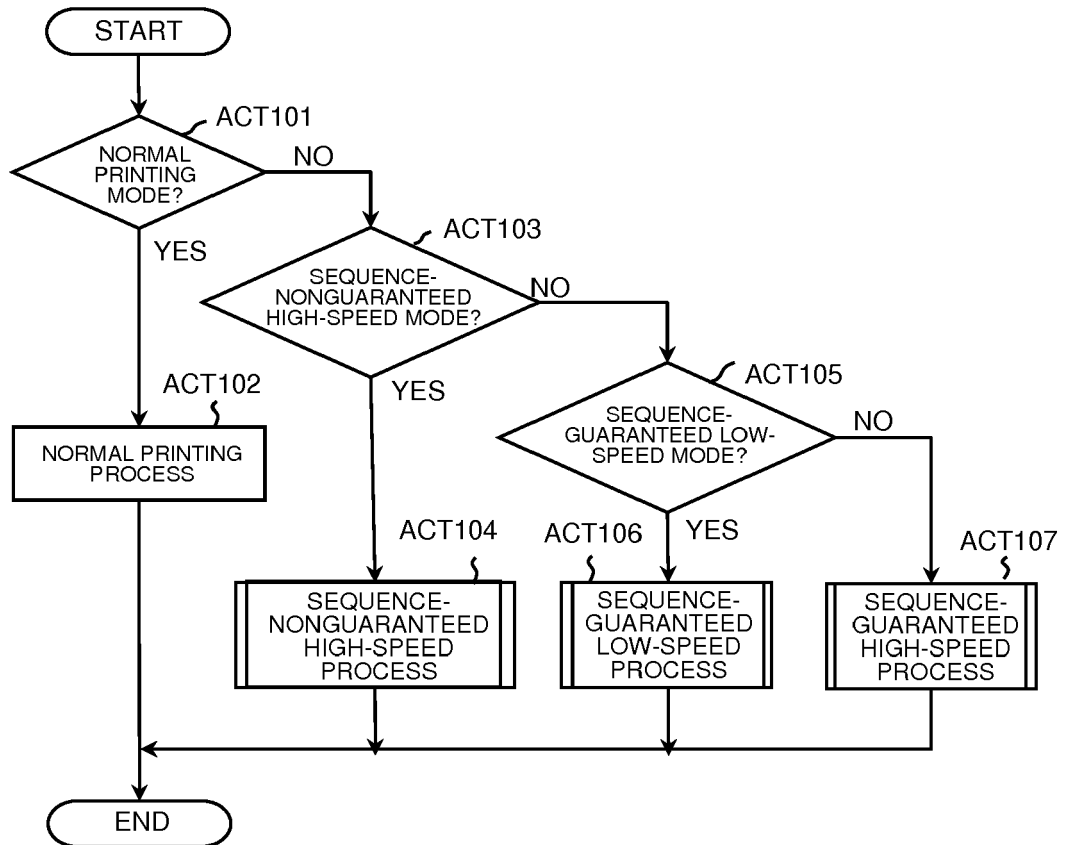 START
ACT101
NORMAL
PRINTING
MODE?
NO
YES
ACT103
SEQUENCE-
NONGUARANTEED
HIGH-SPEED MODE?
NO
YES
ACT105
SEQUENCE-
GUARANTEED LOW-
SPEED MODE?
NO
YES
ACT102
NORMAL PRINTING
PROCESS
ACT104
SEQUENCE-
NONGUARANTEED
HIGH-SPEED
PROCESS
ACT106
SEQUENCE-
GUARANTEED
LOW-SPEED
PROCESS
ACT107
SEQUENCE-
GUARANTEED
HIGH-SPEED
PROCESS
END